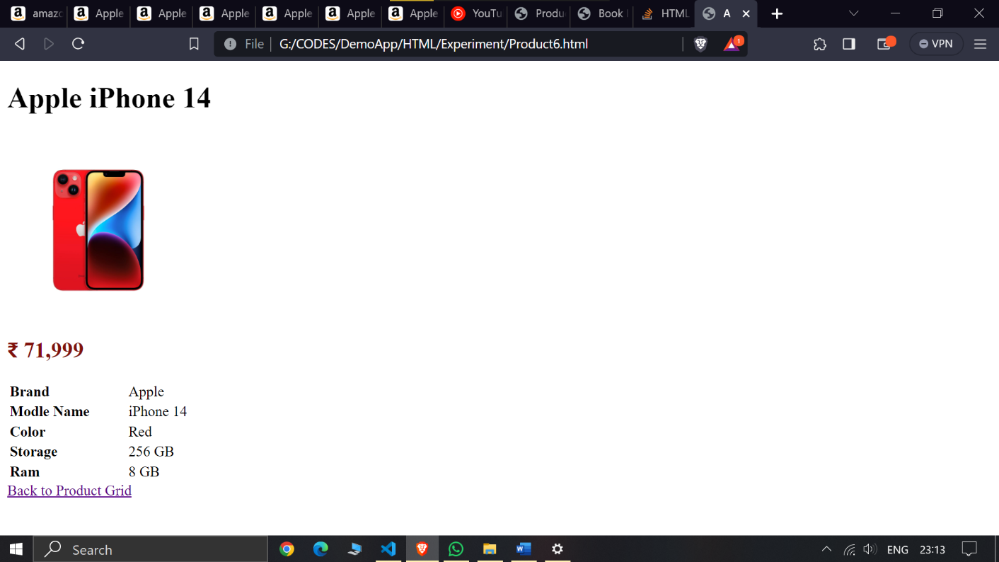 amazo
Apple
Apple
Apple
Apple
Apple
Apple
YouTu
Produ
Book
HTML
A
File
G:/CODES/DemoApp/HTML/Experiment/Product6.html
1
VPN
Apple iPhone 14
₹ 71,999
Brand Apple
Modle Name iPhone 14
Color Red
Storage 256 GB
Ram 8 GB
Back to Product Grid
Search
ENG 23:13